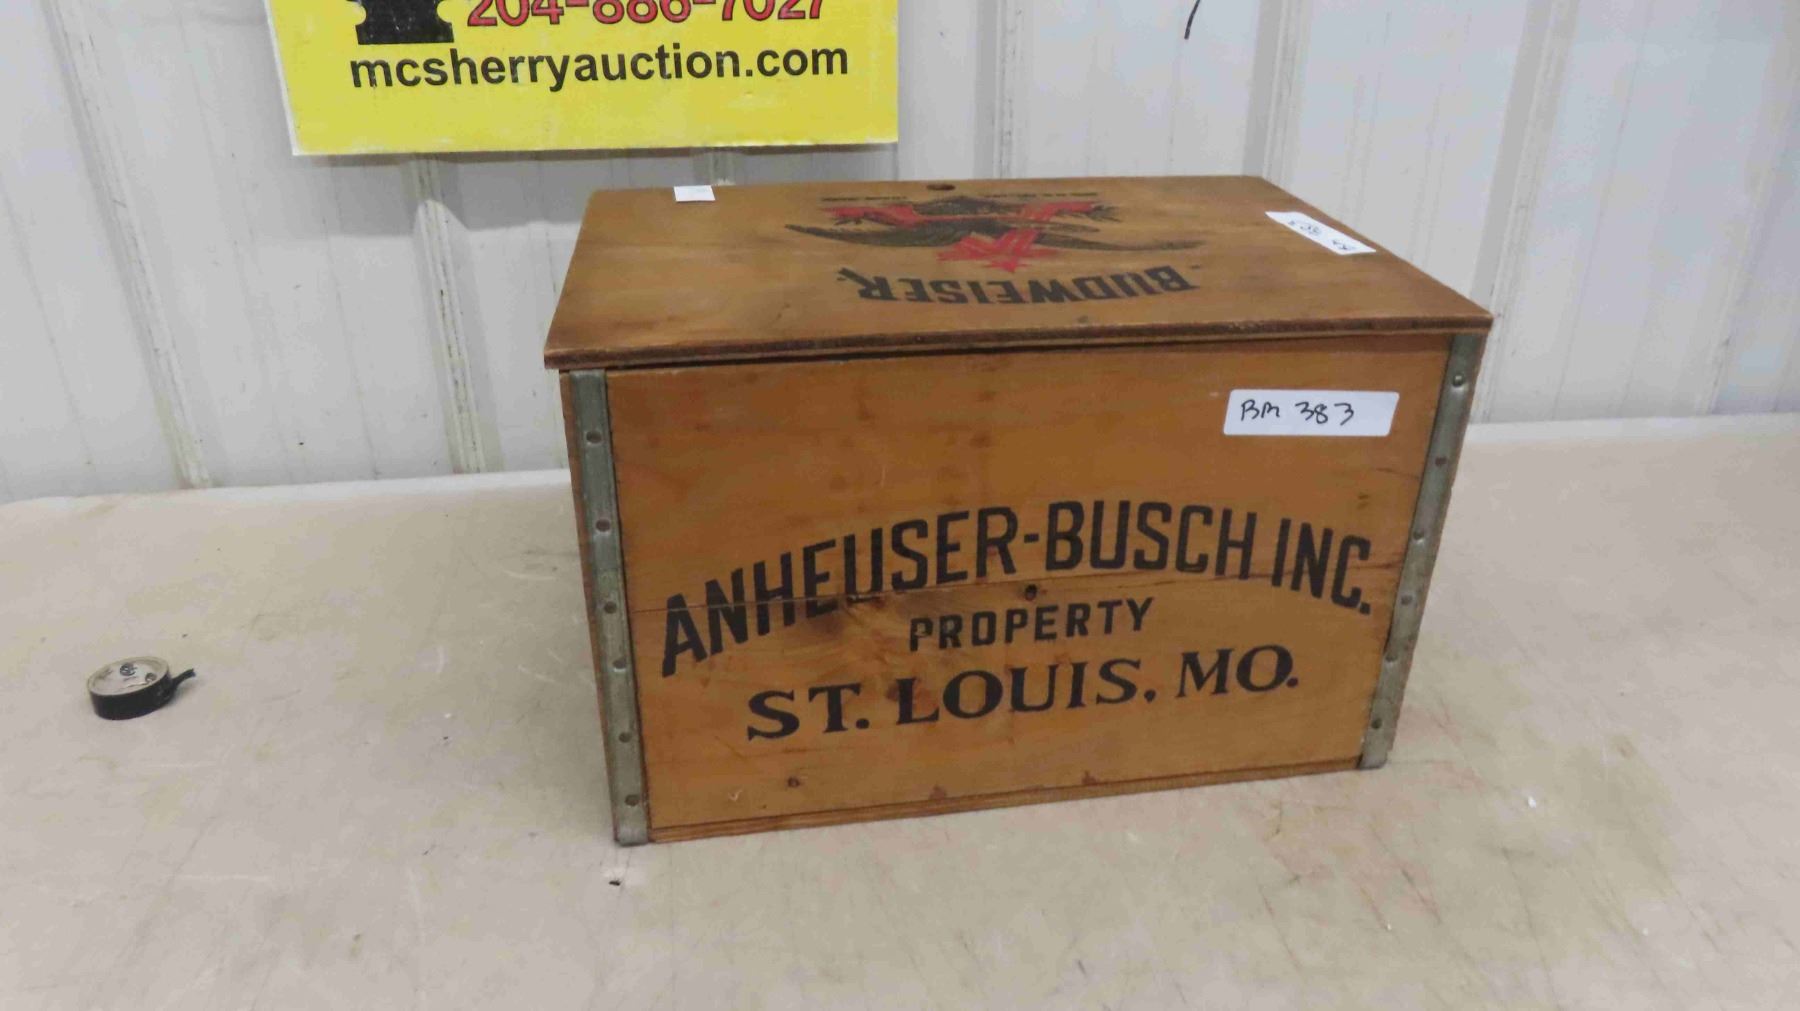 204-886-7027
mcsherryauction.com
BUDWEISER
BM 383
ANHEUSER-BUSCH INC.
PROPERTY
ST. LOUIS, MO.